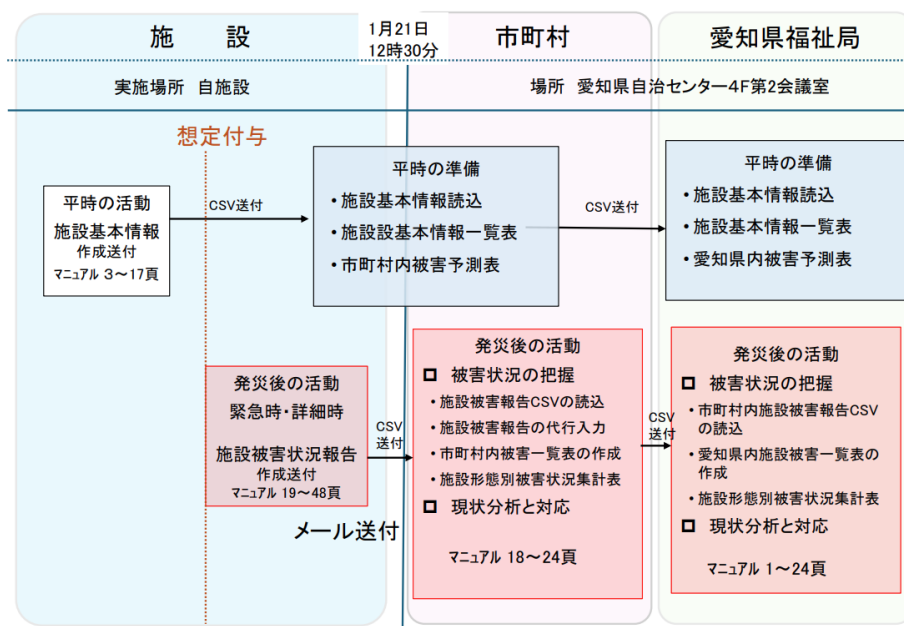 施　設
1月21日
12時30分
市町村
愛知県福祉局
実施場所 自施設
場所 愛知県自治センター4F第2会議室
想定付与
平時の活動
施設基本情報
作成送付
マニュアル 3～17頁
CSV送付
平時の準備
・施設基本情報読込
・施設設基本情報一覧表
・市町村内被害予測表
CSV送付
平時の準備
・施設基本情報読込
・施設基本情報一覧表
・愛知県内被害予測表
発災後の活動
緊急時・詳細時
施設被害状況報告
作成送付
マニュアル 19～48頁
CSV
送付
メール送付
発災後の活動
□ 被害状況の把握
・施設被害報告CSVの読込
・施設被害報告の代行入力
・市町村内被害一覧表の作成
・施設形態別被害状況集計表
□ 現状分析と対応
マニュアル 18～24頁
CSV
送付
発災後の活動
□ 被害状況の把握
・市町村内施設被害報告CSV
の読込
・愛知県内施設被害一覧表の
作成
・施設形態別被害状況集計表
□ 現状分析と対応
マニュアル 1～24頁